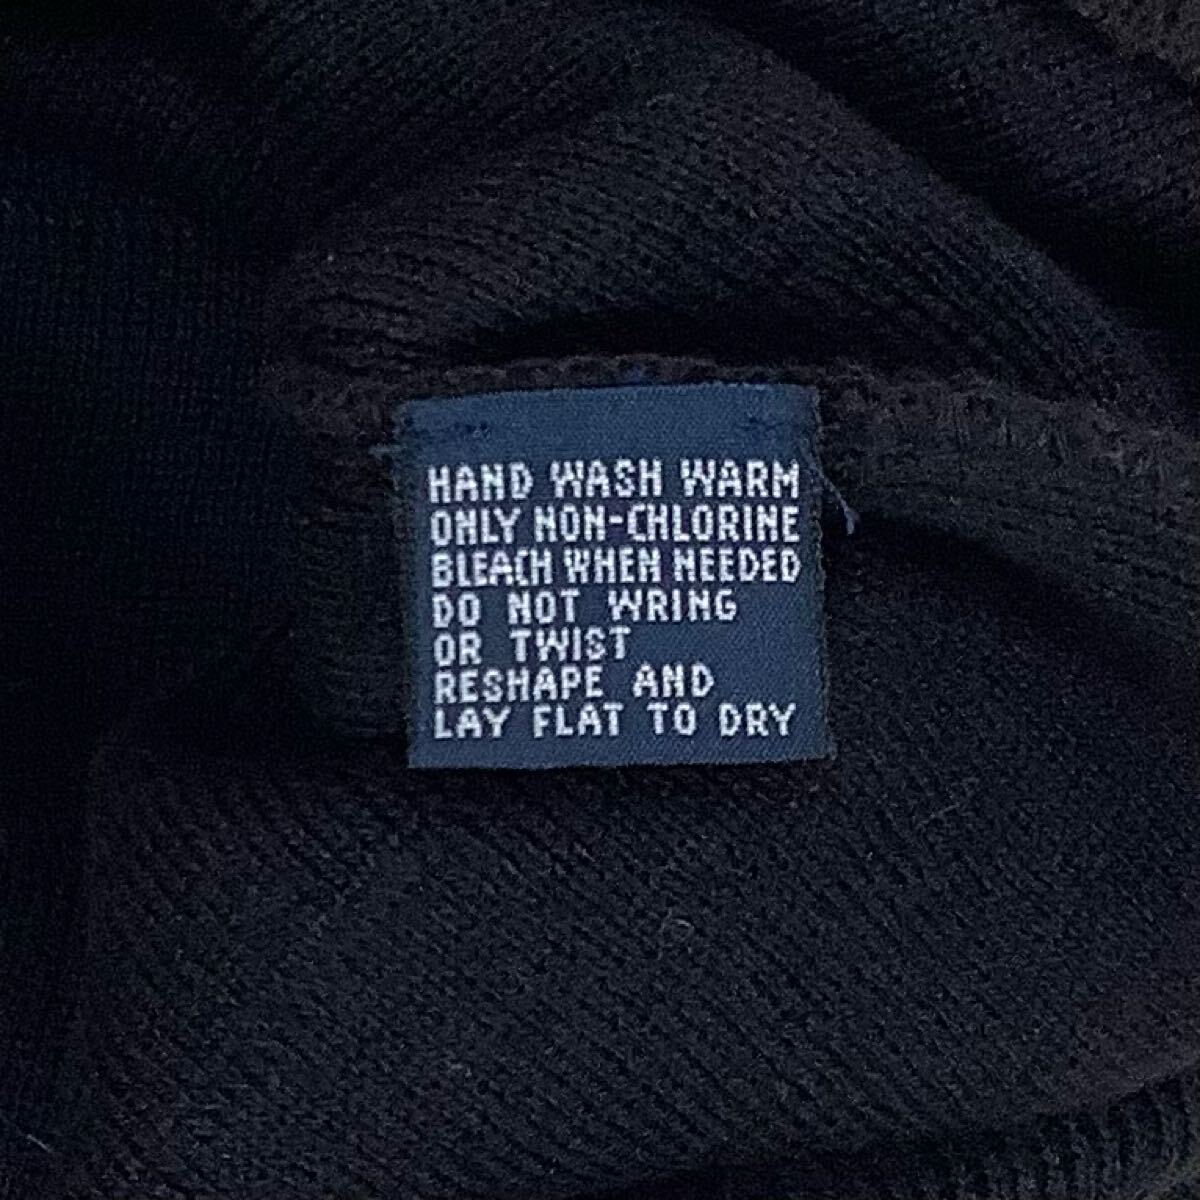 HAND WASH WARM
ONLY NON-CHLORINE
BLEACH WHEN NEEDED
DO NOT WRING
OR TWIST
RESHAPE AND
LAY FLAT TO DRY